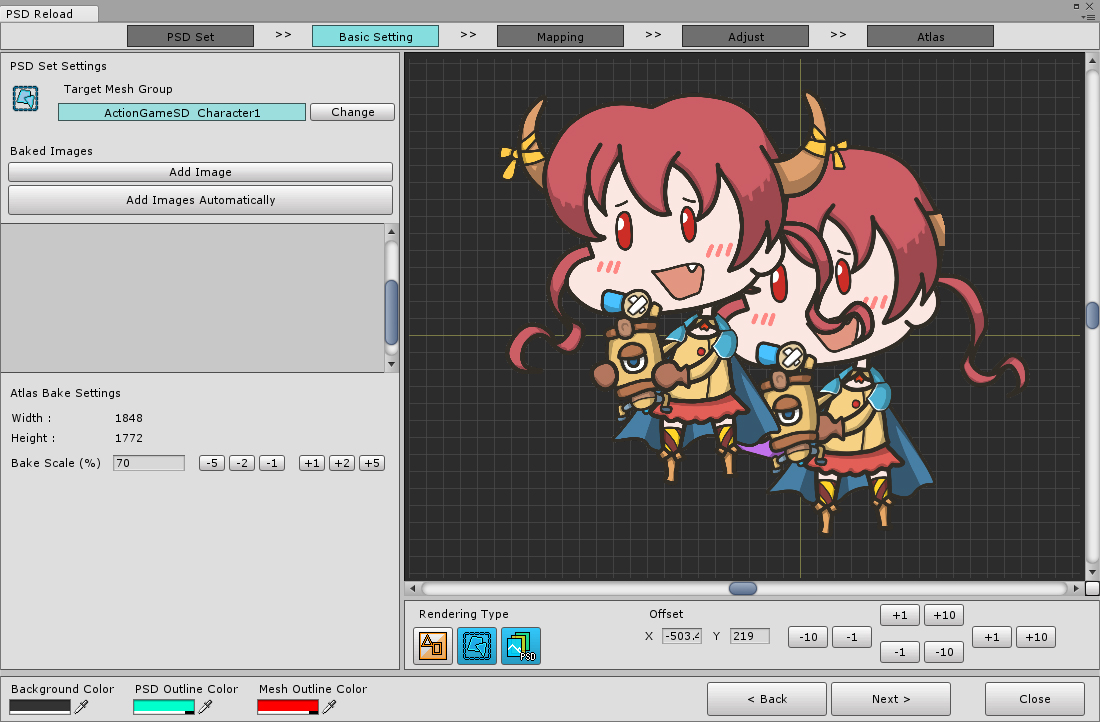 PSD Reload
PSD Set >> Basic Setting >> Mapping >> Adjust >> Atlas
PSD Set Settings
Target Mesh Group
ActionGameSD Character1 Change
Baked Images
Add Image
Add Images Automatically
Atlas Bake Settings
Width : 1848
Height : 1772
Bake Scale (%) 70 -5 -2 -1 +1 +2 +5
Rendering Type
PSD
Offset
X -503.4 Y 219 -10 -1 +1 +10 -1 -10 +1 +10
Background Color PSD Outline Color Mesh Outline Color
< Back Next > Close